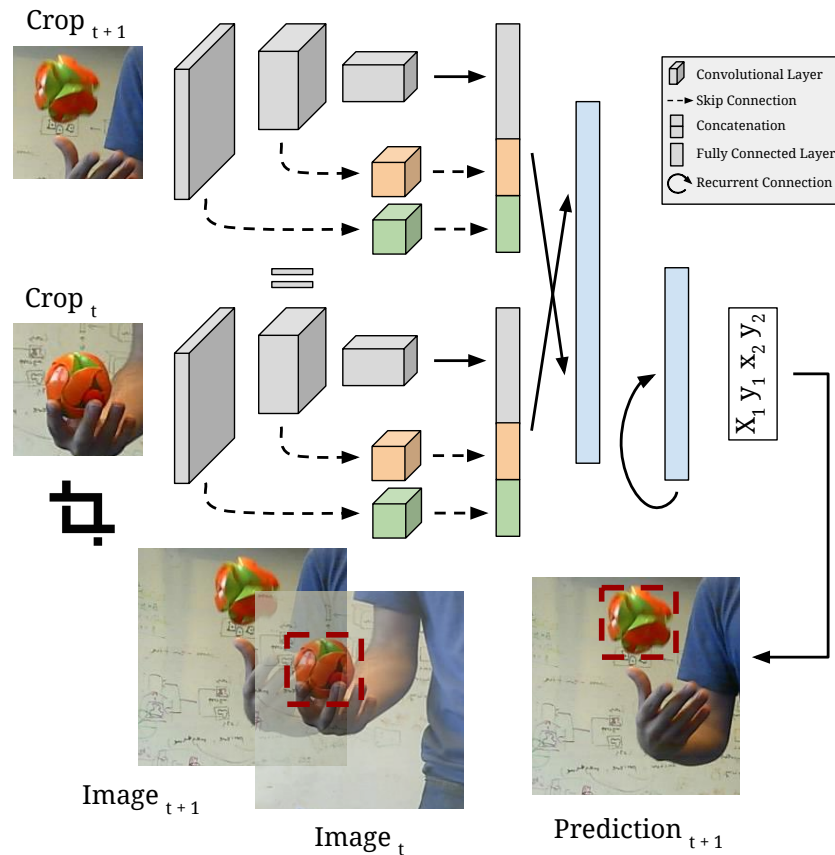 Crop t + 1
Convolutional Layer
Skip Connection
Concatenation
Fully Connected Layer
Recurrent Connection
Crop t
X1 y1 x2 y2
Image t + 1
Image t
Prediction t + 1